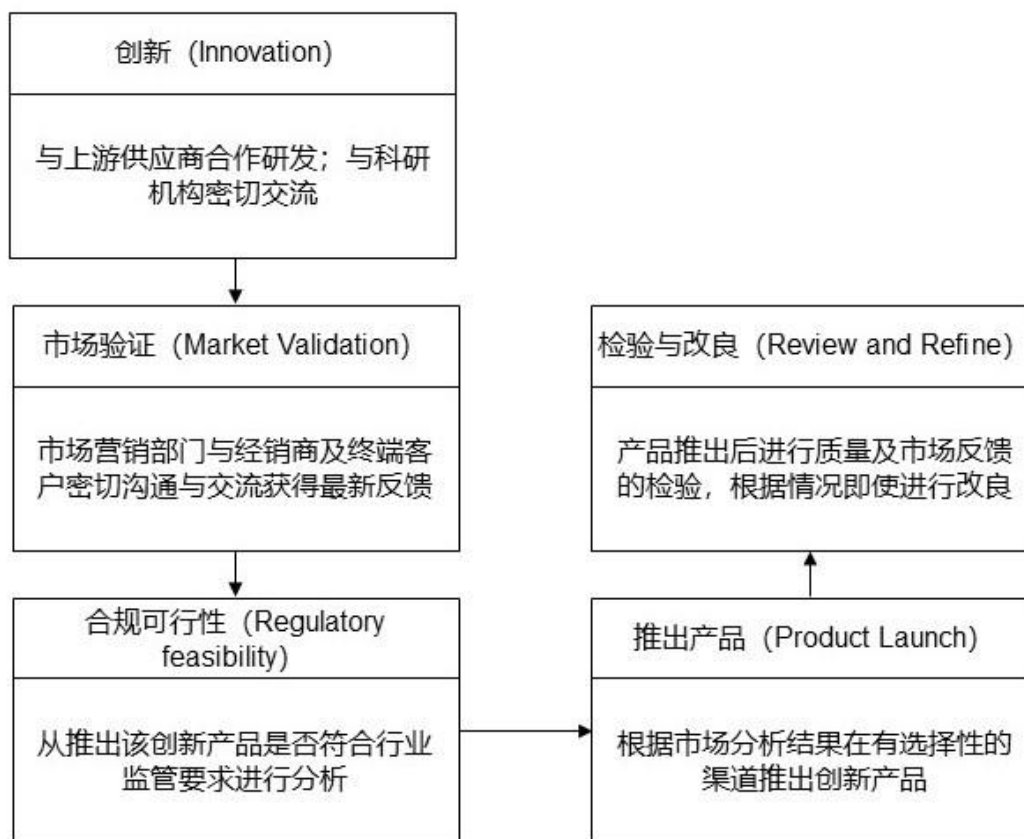 创新（Innovation）
与上游供应商合作研发；与科研
机构密切交流
市场验证（Market Validation）
市场营销部门与经销商及终端客
户密切沟通与交流获得最新反馈
合规可行性（Regulatory
feasibility)
从推出该创新产品是否符合行业
监管要求进行分析
推出产品（Product Launch）
根据市场分析结果在有选择性的
渠道推出创新产品
检验与改良（Review and Refine）
产品推出后进行质量及市场反馈
的检验，根据情况即使进行改良